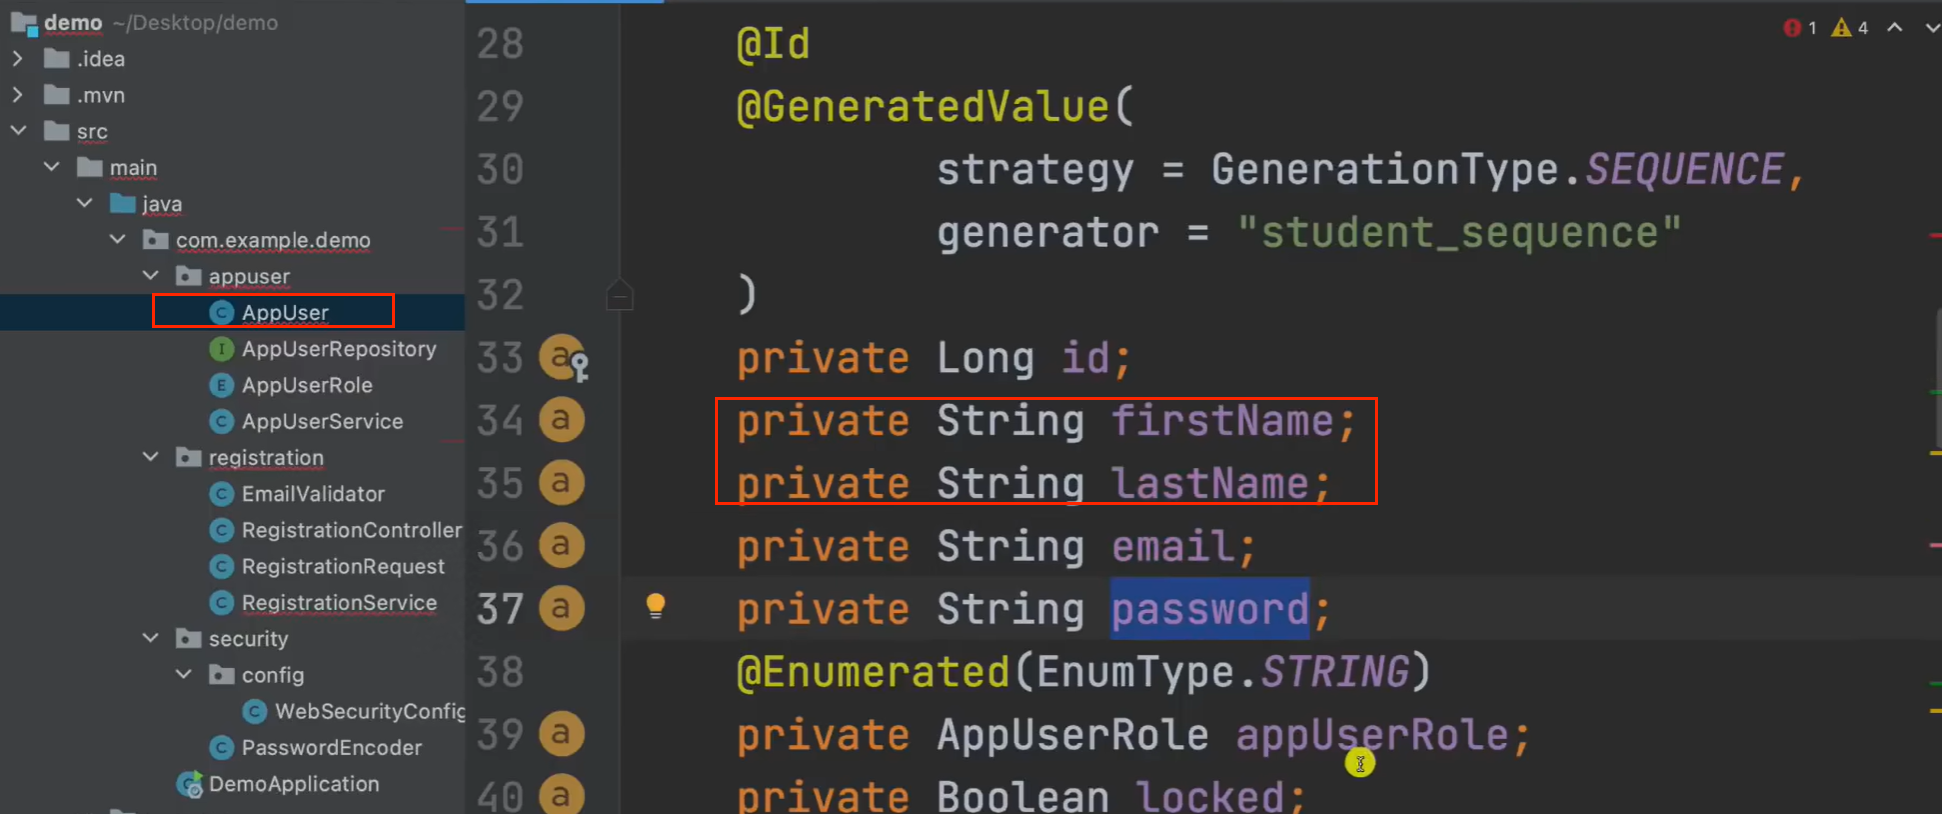 demo ~/Desktop/demo
.idea
.mvn
src
main
java
com.example.demo
appuser
AppUser
AppUserRepository
AppUserRole
AppUserService
registration
EmailValidator
RegistrationController
RegistrationRequest
RegistrationService
security
config
WebSecurityConfig
PasswordEncoder
DemoApplication
1 4
28 @Id
29 @GeneratedValue(
30 strategy = GenerationType.SEQUENCE,
31 generator = "student_sequence"
32 )
33 private Long id;
34 private String firstName;
35 private String lastName;
36 private String email;
37 private String password;
38 @Enumerated(EnumType.STRING)
39 private AppUserRole appUserRole;
40 private Boolean locked;